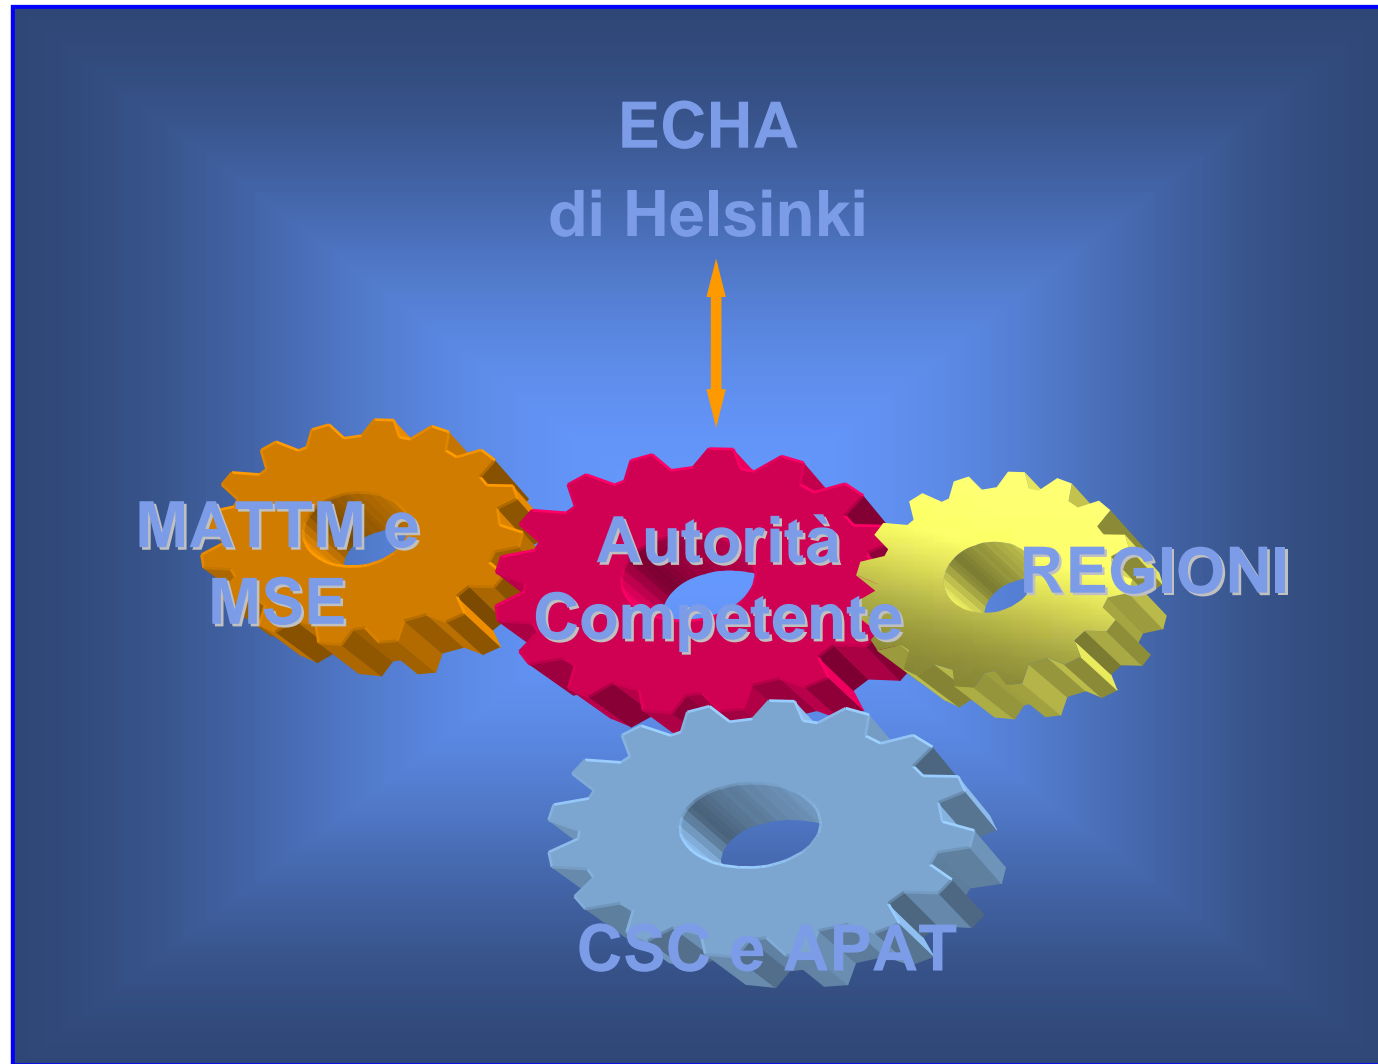 ECHA
di Helsinki
MATTM e
MSE
Autorità
Competente
REGIONI
CSC e APAT